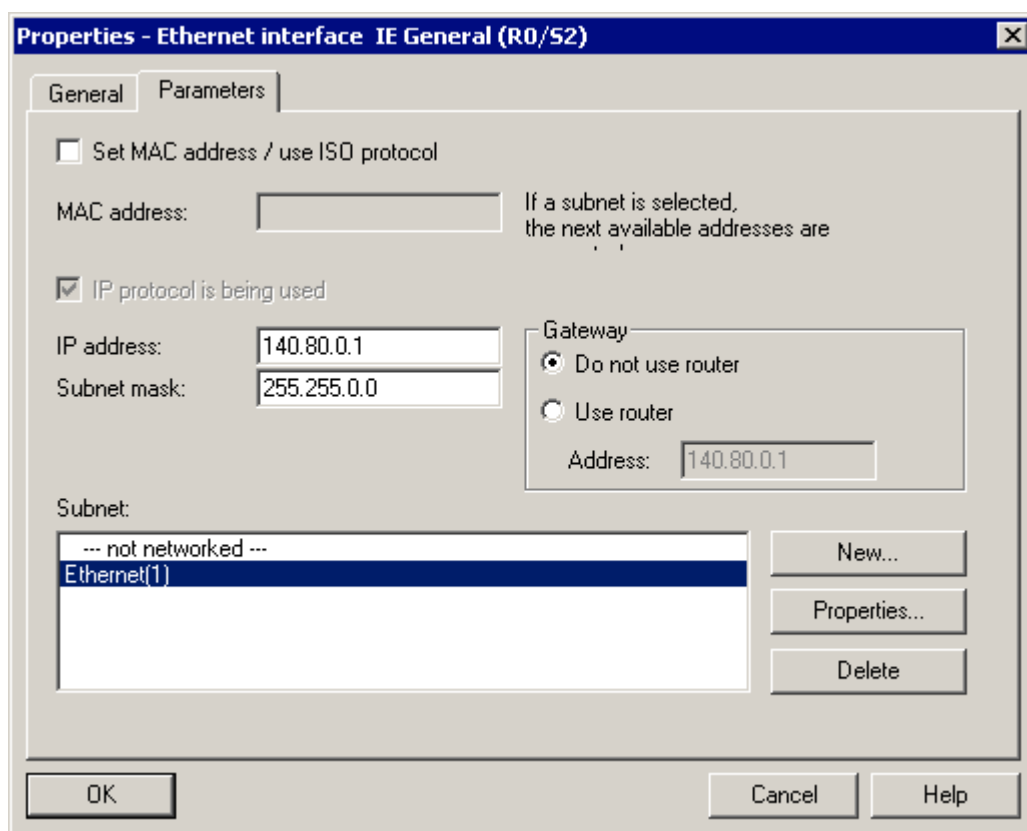 Properties - Ethernet interface IE General (R0/S2)
General
Parameters
Set MAC address / use ISO protocol
MAC address:
If a subnet is selected,
the next available addresses are
IP protocol is being used
IP address:
140.80.0.1
Subnet mask:
255.255.0.0
Gateway
Do not use router
Use router
Address:
140.80.0.1
Subnet:
--- not networked ---
Ethernet(1)
New...
Properties...
Delete
OK
Cancel
Help